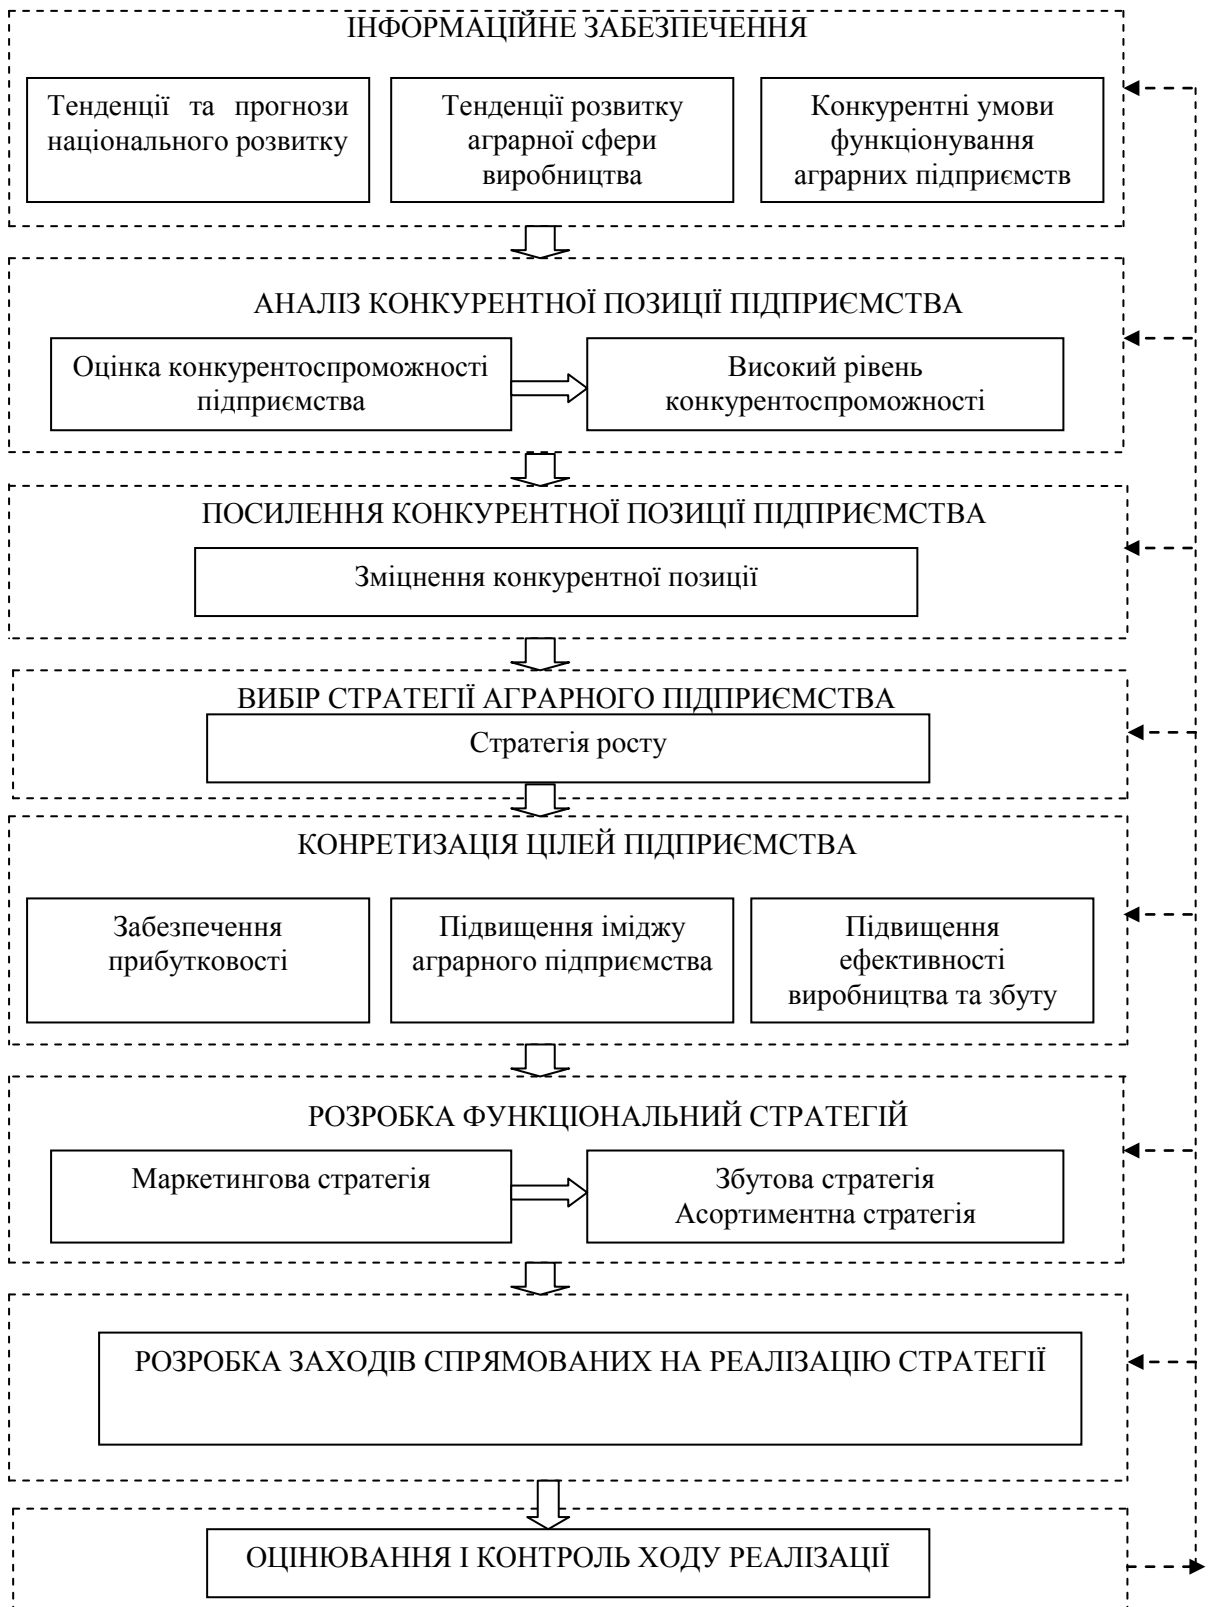 ІНФОРМАЦІЙНЕ ЗАБЕЗПЕЧЕННЯ
Тенденції та прогнози
національного розвитку
Тенденції розвитку
аграрної сфери
виробництва
Конкурентні умови
функціонування
аграрних підприємств
АНАЛІЗ КОНКУРЕНТНОЇ ПОЗИЦІЇ ПІДПРИЄМСТВА
Оцінка конкурентоспроможності
підприємства
Високий рівень
конкурентоспроможності
ПОСИЛЕННЯ КОНКУРЕНТНОЇ ПОЗИЦІЇ ПІДПРИЄМСТВА
Зміцнення конкурентної позиції
ВИБІР СТРАТЕГІЇ АГРАРНОГО ПІДПРИЄМСТВА
Стратегія росту
КОНРЕТИЗАЦІЯ ЦІЛЕЙ ПІДПРИЄМСТВА
Забезпечення
прибутковості
Підвищення іміджу
аграрного підприємства
Підвищення
ефективності
виробництва та збуту
РОЗРОБКА ФУНКЦІОНАЛЬНИЙ СТРАТЕГІЙ
Маркетингова стратегія
Збутова стратегія
Асортиментна стратегія
РОЗРОБКА ЗАХОДІВ СПРЯМОВАНИХ НА РЕАЛІЗАЦІЮ СТРАТЕГІЇ
ОЦІНЮВАННЯ І КОНТРОЛЬ ХОДУ РЕАЛІЗАЦІЇ